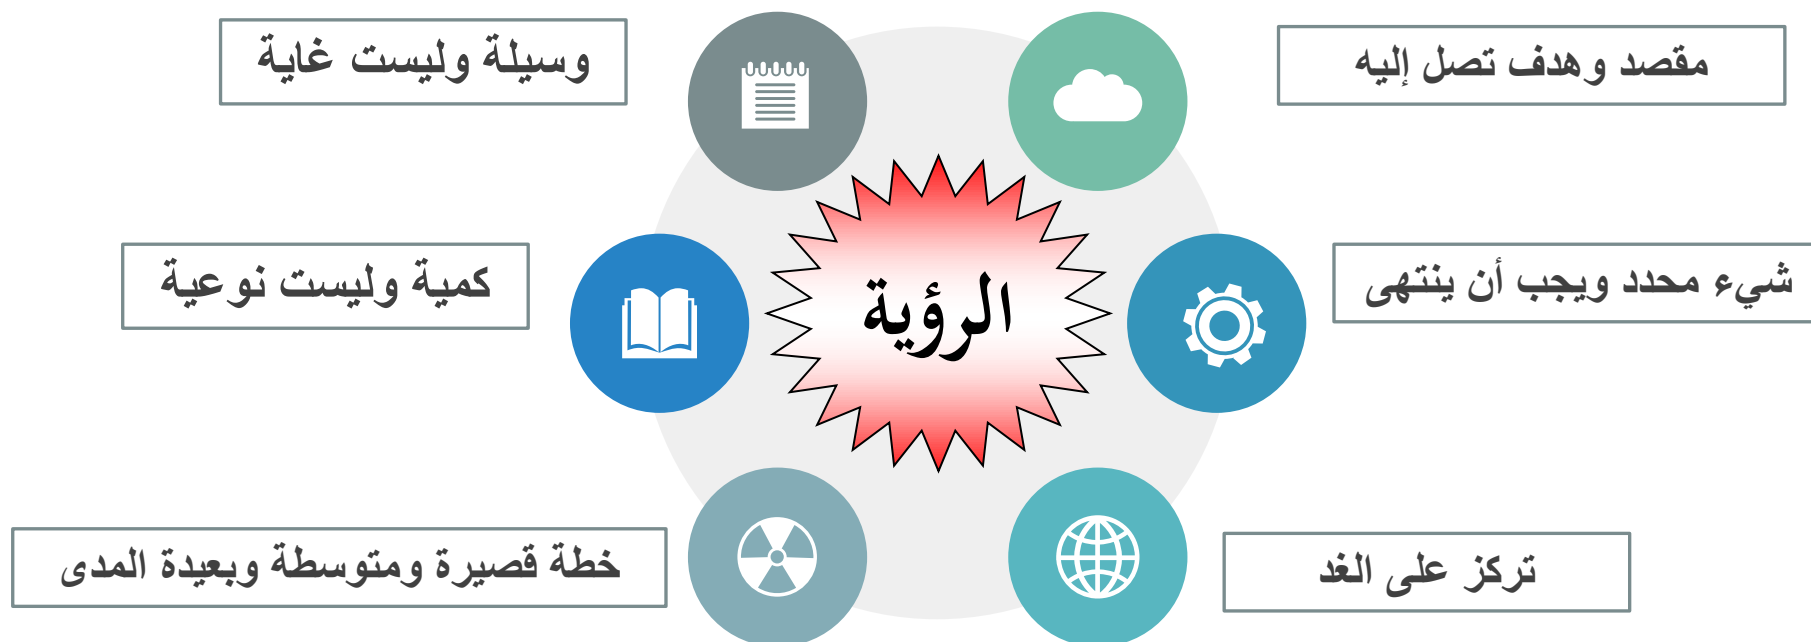 مقصد وهدف تصل إليه
وسيلة وليست غاية
شيء محدد ويجب أن ينتهى
الرؤية
كمية وليست نوعية
تركز على الغد
خطة قصيرة ومتوسطة وبعيدة المدى